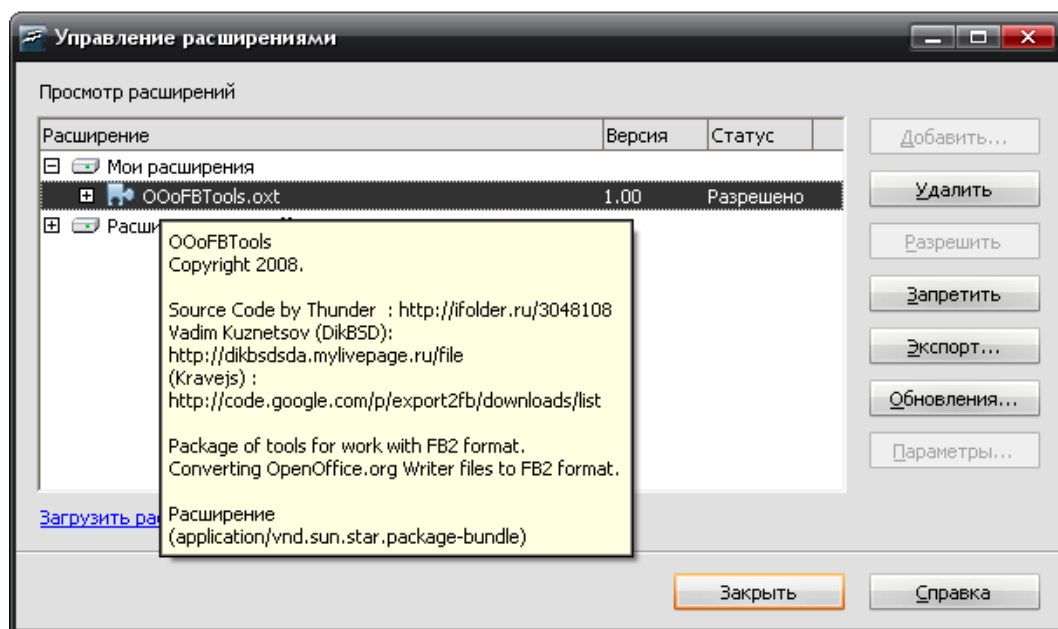 Управление расширениями
Просмотр расширений
Расширение Версия Статус
Мои расширения
OOoFBTools.oxt 1.00 Разрешено
OOoFBTools
Copyright 2008.
Source Code by Thunder : http://ifolder.ru/3048108
Vadim Kuznetsov (DikBSD):
http://dikbsdsda.mylivepage.ru/file
(Kravejs) :
http://code.google.com/p/export2fb/downloads/list
Package of tools for work with FB2 format.
Converting OpenOffice.org Writer files to FB2 format.
Расширение
(application/vnd.sun.star.package-bundle)
Загрузить
Добавить...
Удалить
Разрешить
Запретить
Экспорт...
Обновления...
Параметры...
Закрыть
Справка